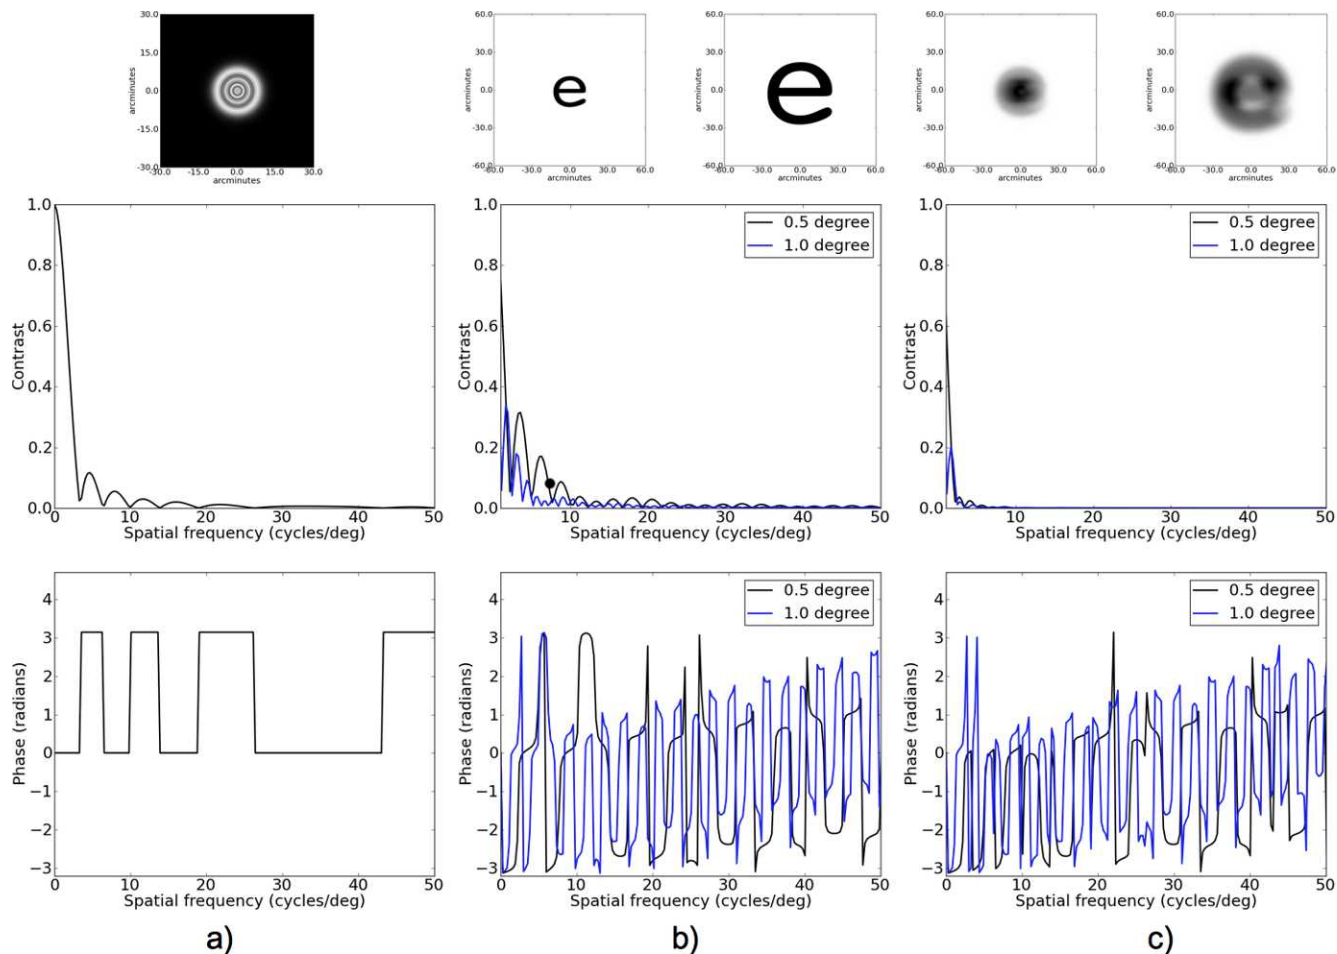 30.0
15.0
0.0
-15.0
-30.0
arcminutes
-30.0 -15.0 0.0 15.0 30.0
arcminutes
60.0
30.0
0.0
-30.0
-60.0
arcminutes
e
-60.0 -30.0 0.0 30.0 60.0
arcminutes
60.0
30.0
0.0
-30.0
-60.0
arcminutes
e
-60.0 -30.0 0.0 30.0 60.0
arcminutes
60.0
30.0
0.0
-30.0
-60.0
arcminutes
-60.0 -30.0 0.0 30.0 60.0
arcminutes
60.0
30.0
0.0
-30.0
-60.0
arcminutes
-60.0 -30.0 0.0 30.0 60.0
arcminutes
1.0
0.8
0.6
0.4
0.2
0.0
Contrast
0 10 20 30 40 50
Spatial frequency (cycles/deg)
1.0
0.8
0.6
0.4
0.2
0.0
Contrast
0.5 degree
1.0 degree
10 20 30 40 50
Spatial frequency (cycles/deg)
1.0
0.8
0.6
0.4
0.2
0.0
Contrast
0.5 degree
1.0 degree
10 20 30 40 50
Spatial frequency (cycles/deg)
4
3
2
1
0
−1
−2
−3
Phase (radians)
0 10 20 30 40 50
Spatial frequency (cycles/deg)
4
3
2
1
0
−1
−2
−3
Phase (radians)
0.5 degree
1.0 degree
0 10 20 30 40 50
Spatial frequency (cycles/deg)
4
3
2
1
0
−1
−2
−3
Phase (radians)
0.5 degree
1.0 degree
0 10 20 30 40 50
Spatial frequency (cycles/deg)
a)
b)
c)